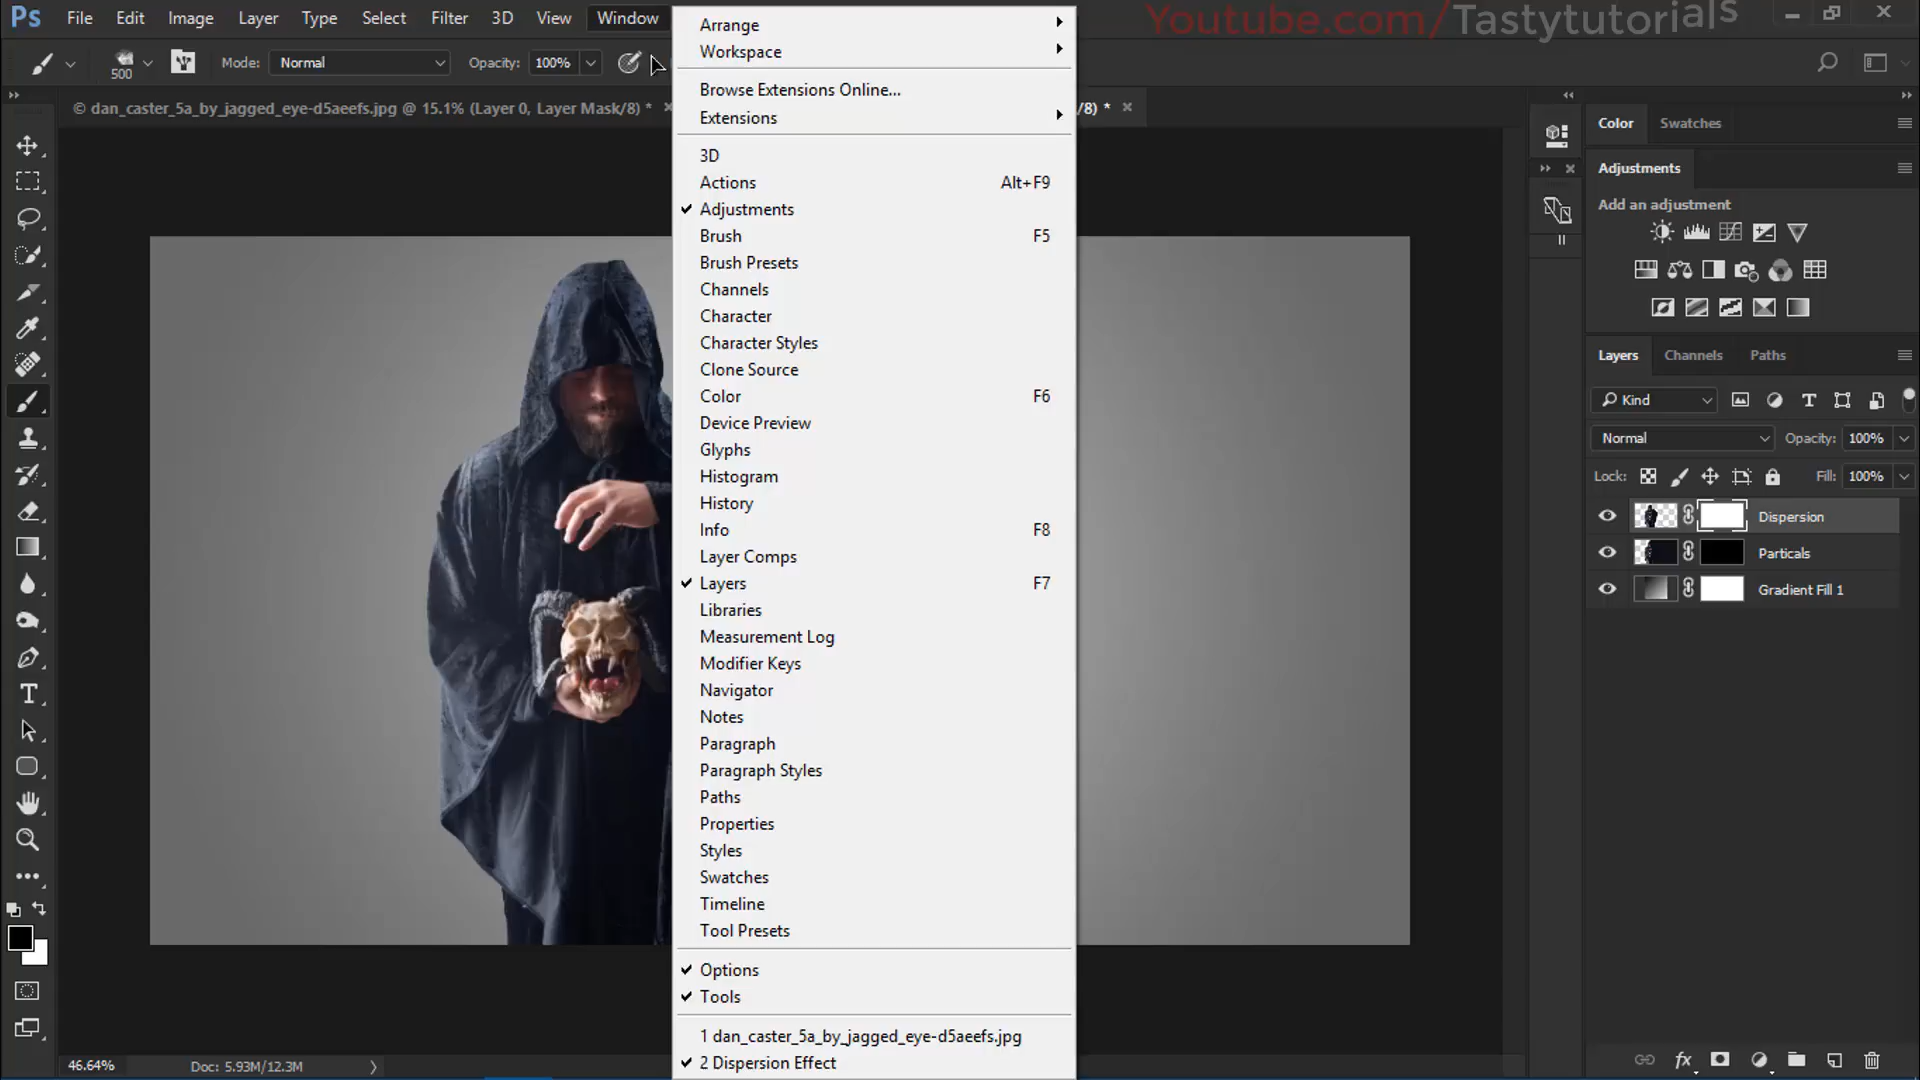 Ps File Edit Image Layer Type Select Filter 3D View Window
Youtube.com/Tastytutorials
500 Mode: Normal Opacity: 100%
© dan_caster_5a_by_jagged_eye-d5aeefs.jpg @ 15.1% (Layer 0, Layer Mask/8) * × /8) * ×
Arrange
Workspace
Browse Extensions Online...
Extensions
3D
Actions Alt+F9
Adjustments
Brush F5
Brush Presets
Channels
Character
Character Styles
Clone Source
Color F6
Device Preview
Glyphs
Histogram
History
Info F8
Layer Comps
Layers F7
Libraries
Measurement Log
Modifier Keys
Navigator
Notes
Paragraph
Paragraph Styles
Paths
Properties
Styles
Swatches
Timeline
Tool Presets
Options
Tools
1 dan_caster_5a_by_jagged_eye-d5aeefs.jpg
2 Dispersion Effect
Color Swatches
Adjustments
Add an adjustment
Layers Channels Paths
Kind
Normal Opacity: 100%
Lock: Fill: 100%
Dispersion
Particals
Gradient Fill 1
46.64% Doc: 5.93M/12.3M